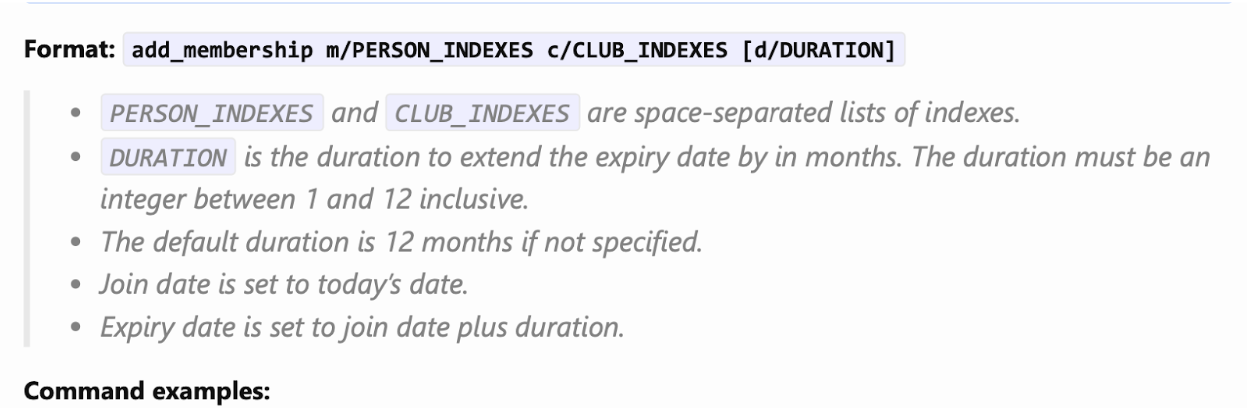 Format: add_membership m/PERSON_INDEXES c/CLUB_INDEXES [d/DURATION]
• PERSON_INDEXES and CLUB_INDEXES are space-separated lists of indexes.
• DURATION is the duration to extend the expiry date by in months. The duration must be an
integer between 1 and 12 inclusive.
• The default duration is 12 months if not specified.
• Join date is set to today’s date.
• Expiry date is set to join date plus duration.
Command examples: